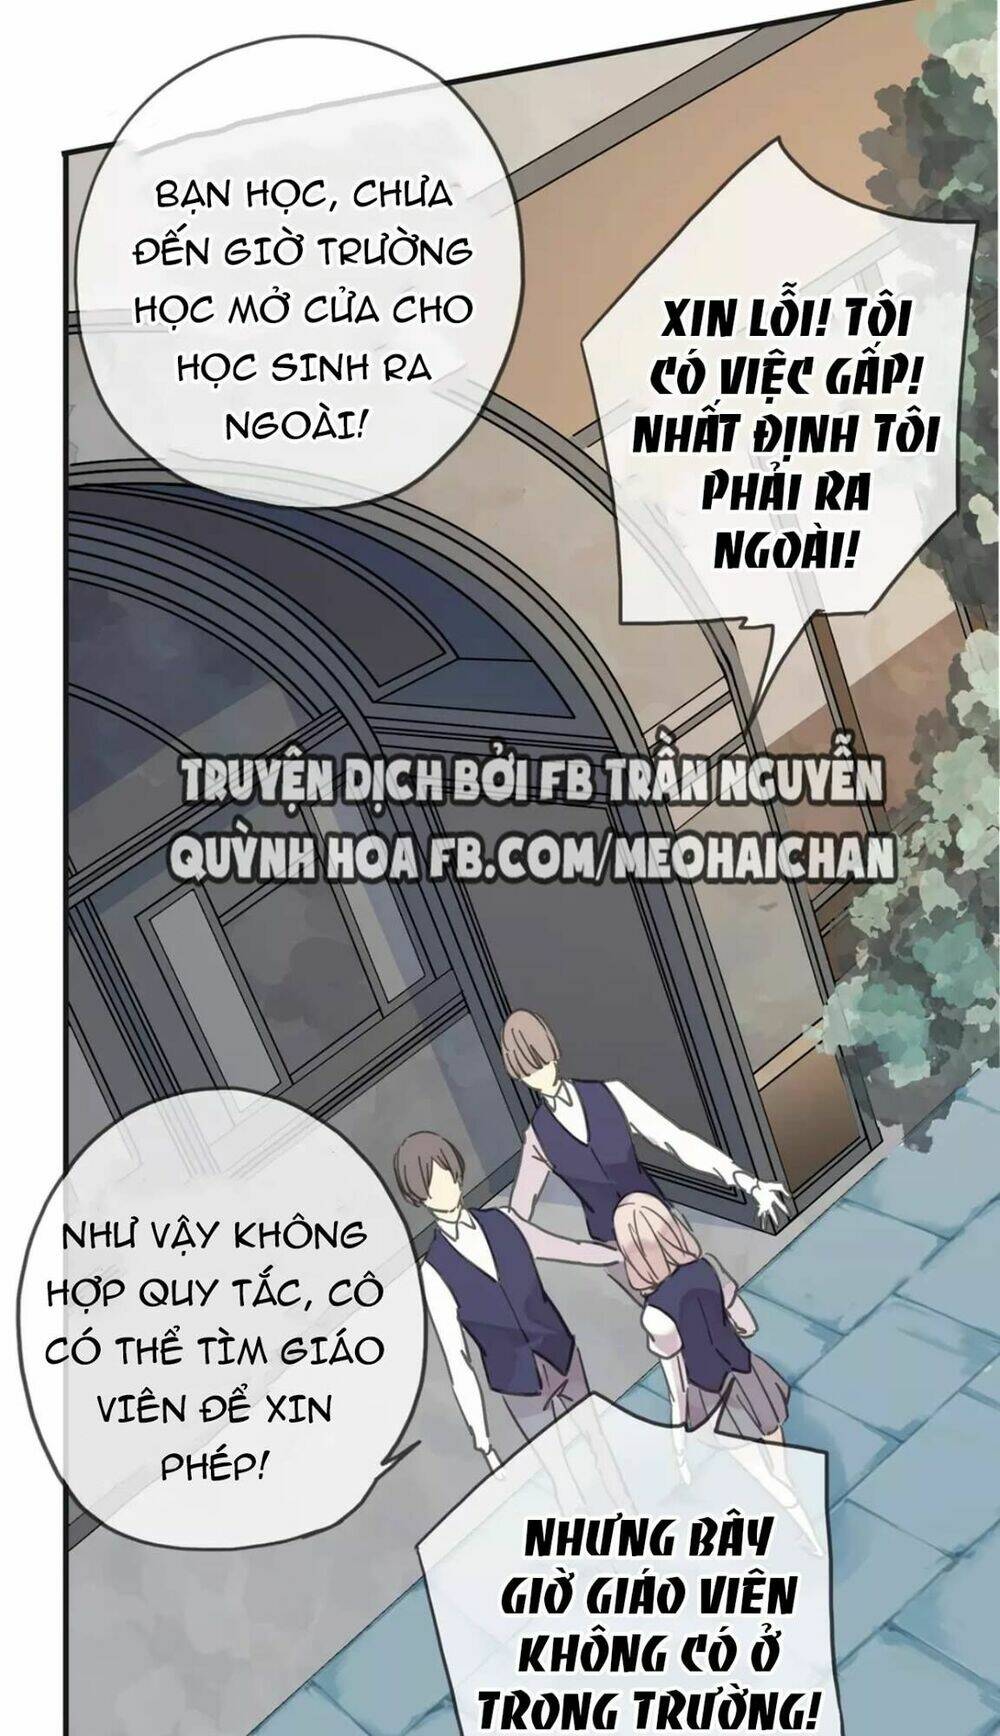 BẠN HỌC, CHƯA
ĐẾN GIỜ TRƯỜNG
HỌC MỞ CỬA CHO
HỌC SINH RA
NGOÀI!
XIN LỖI! TÔI
CÓ VIỆC GẤP!
NHẤT ĐỊNH TÔI
PHẢI RA
NGOÀI!
TRUYỆN DỊCH BỞI FB TRẦN NGUYỄN
QUỲNH HOA FB.COM/MEOHAICHAN
NHƯ VẬY KHÔNG
HỢP QUY TẮC, CÔ
CÓ THỂ TÌM GIÁO
VIÊN ĐỂ XIN
PHÉP!
NHƯNG BÂY
GIỜ GIÁO VIÊN
KHÔNG CÓ Ở
TRONG TRƯỜNG!